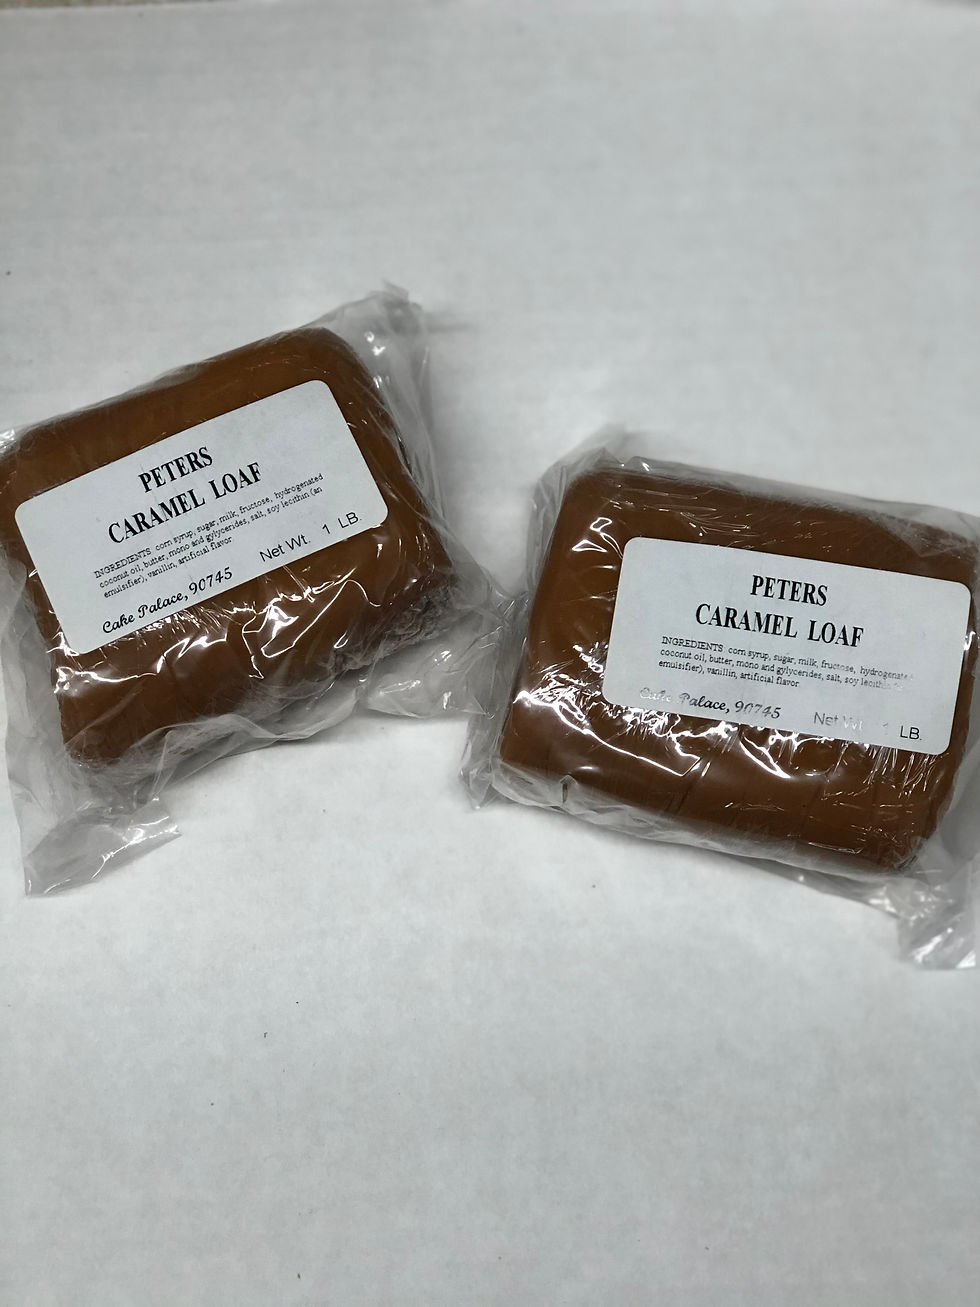 PETERS
CARAMEL LOAF
INGREDIENTS corn syrup, sugar, milk, fructose, hydrogenated
coconut oil, butter, mono and gylycerides, salt, soy lecithin (an
emulsifier), vanillin, artificial flavor
Cake Palace, 90745
Net Wt. 1 LB.
PETERS
CARAMEL LOAF
INGREDIENTS corn syrup, sugar, milk, fructose, hydrogenated
coconut oil, butter, mono and gylycerides, salt, soy lecithin
emulsifier), vanillin, artificial flavor
Cake Palace, 90745
Net Wt. 1 LB.